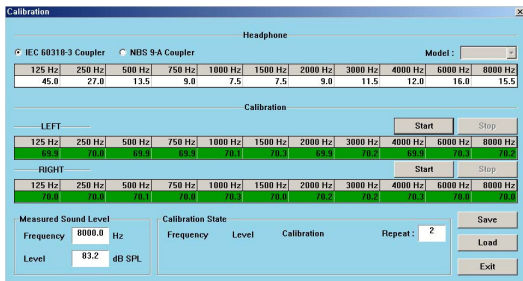 Calibration
Headphone
IEC 60318-3 Coupler NBS 9-A Coupler Model :
125 Hz 250 Hz 500 Hz 750 Hz 1000 Hz 1500 Hz 2000 Hz 3000 Hz 4000 Hz 6000 Hz 8000 Hz
45.0 27.0 13.5 9.0 7.5 7.5 9.0 11.5 12.0 16.0 15.5
Calibration
LEFT Start Stop
125 Hz 250 Hz 500 Hz 750 Hz 1000 Hz 1500 Hz 2000 Hz 3000 Hz 4000 Hz 6000 Hz 8000 Hz
69.9 70.0 69.9 69.9 70.1 70.3 69.9 70.2 69.9 70.3 70.2
RIGHT Start Stop
125 Hz 250 Hz 500 Hz 750 Hz 1000 Hz 1500 Hz 2000 Hz 3000 Hz 4000 Hz 6000 Hz 8000 Hz
70.0 70.1 70.0 70.3 70.0 70.2 70.2 70.3 70.0
Measured Sound Level Calibration State Save
Frequency 8000.0 Hz Frequency Level Calibration Repeat : 2
Load
Level 83.2 dB SPL
Exit